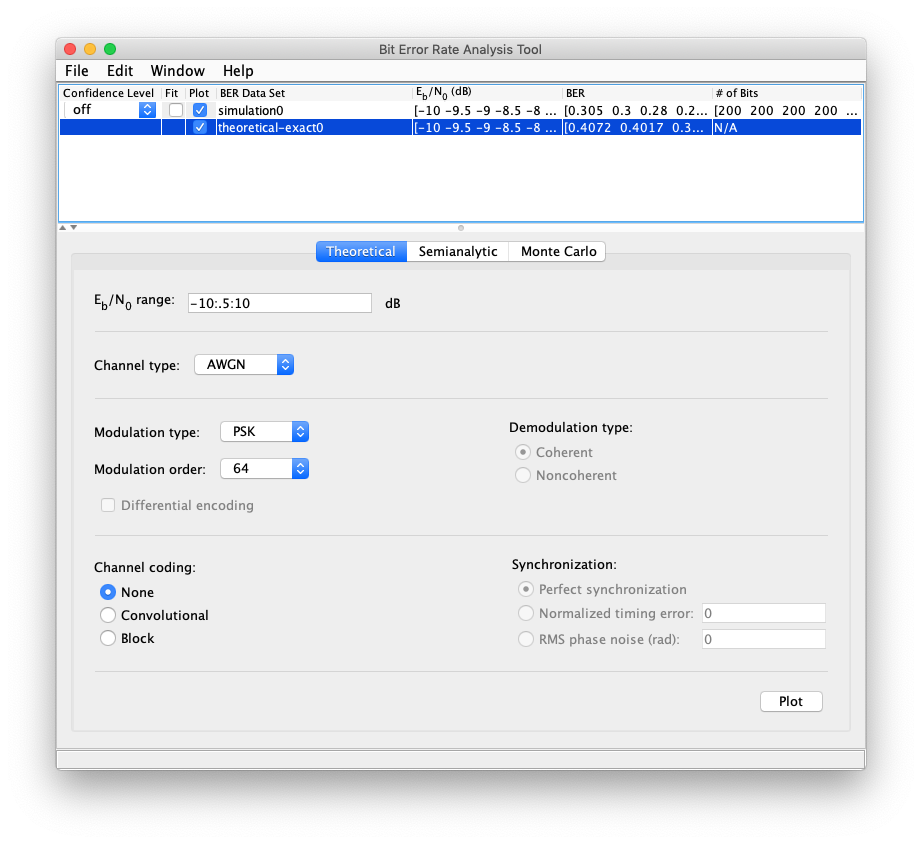 Bit Error Rate Analysis Tool
File Edit Window Help
Confidence Level Fit Plot BER Data Set Eb/N0 (dB) BER # of Bits
off simulation0 [-10 -9.5 -9 -8.5 -8 ... [0.305 0.3 0.28 0.2... [200 200 200 200 ...
theoretical-exact0 [-10 -9.5 -9 -8.5 -8 ... [0.4072 0.4017 0.3... N/A
Theoretical Semianalytic Monte Carlo
Eb/N0 range: -10:.5:10 dB
Channel type: AWGN
Modulation type: PSK
Demodulation type:
Coherent
Modulation order: 64
Noncoherent
Differential encoding
Channel coding:
Synchronization:
None
Perfect synchronization
Convolutional
Normalized timing error: 0
Block
RMS phase noise (rad): 0
Plot